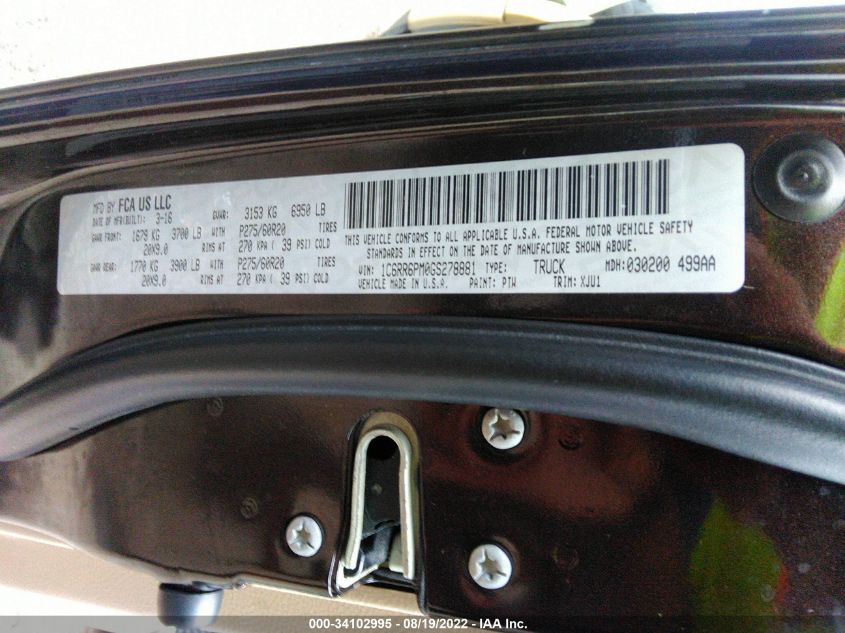 MFD BY FCA US LLC
DATE OF MFR(BUILT): 3-16 GVWR: 3153 KG 6950 LB
GAWR FRONT: 1679 KG 3700 LB WITH P275/60R20 TIRES
20X9.0 RIMS AT 270 KPA ( 39 PSI) COLD
GAWR REAR: 1770 KG 3900 LB WITH P275/60R20 TIRES
20X9.0 RIMS AT 270 KPA ( 39 PSI) COLD
THIS VEHICLE CONFORMS TO ALL APPLICABLE U.S.A. FEDERAL MOTOR VEHICLE SAFETY
STANDARDS IN EFFECT ON THE DATE OF MANUFACTURE SHOWN ABOVE.
VIN: 1C6RR6PM0GS278881 TYPE: TRUCK MDH: 030200 499AA
VEHICLE MADE IN U.S.A. PAINT: PTW TRIM: XJU1
000-34102995 - 08/19/2022 - IAA Inc.